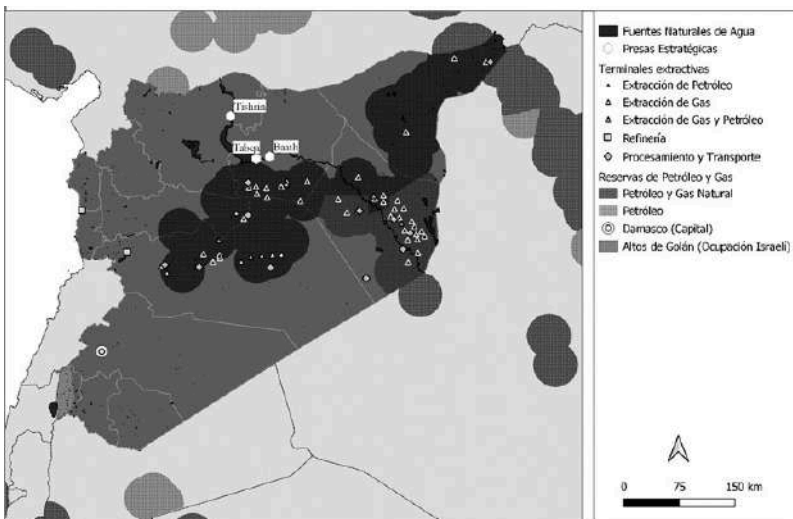 Tishrin
Tabqa
Baath
Fuentes Naturales de Agua
Presas Estratégicas
Terminales extractivas
Extracción de Petróleo
Extracción de Gas
Extracción de Gas y Petróleo
Refinería
Procesamiento y Transporte
Reservas de Petróleo y Gas
Petróleo y Gas Natural
Petróleo
Damasco (Capital)
Altos de Golán (Ocupación Israelí)
0 75 150 km